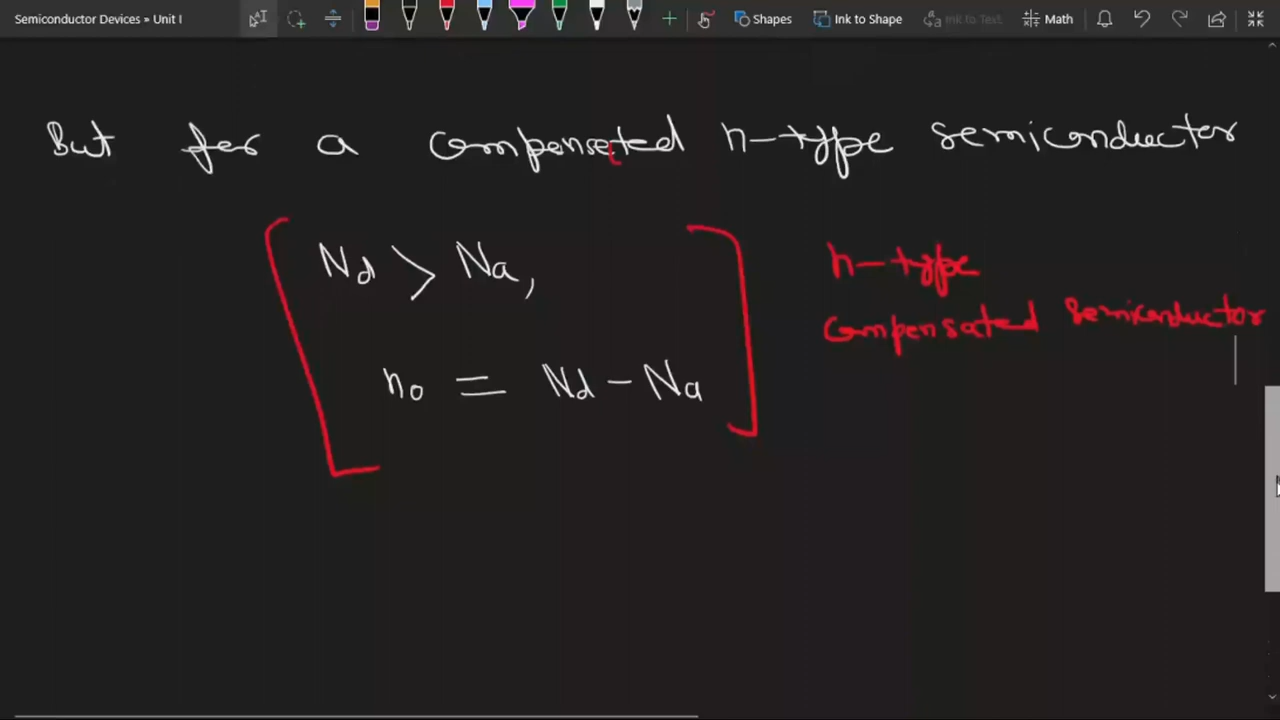 Semiconductor Devices » Unit I
Shapes
Ink to Shape
Ink to Text
Math
But for a compensated n-type semiconductor
Nd > Na,
n-type
compensated semiconductor
n0 = Nd - Na